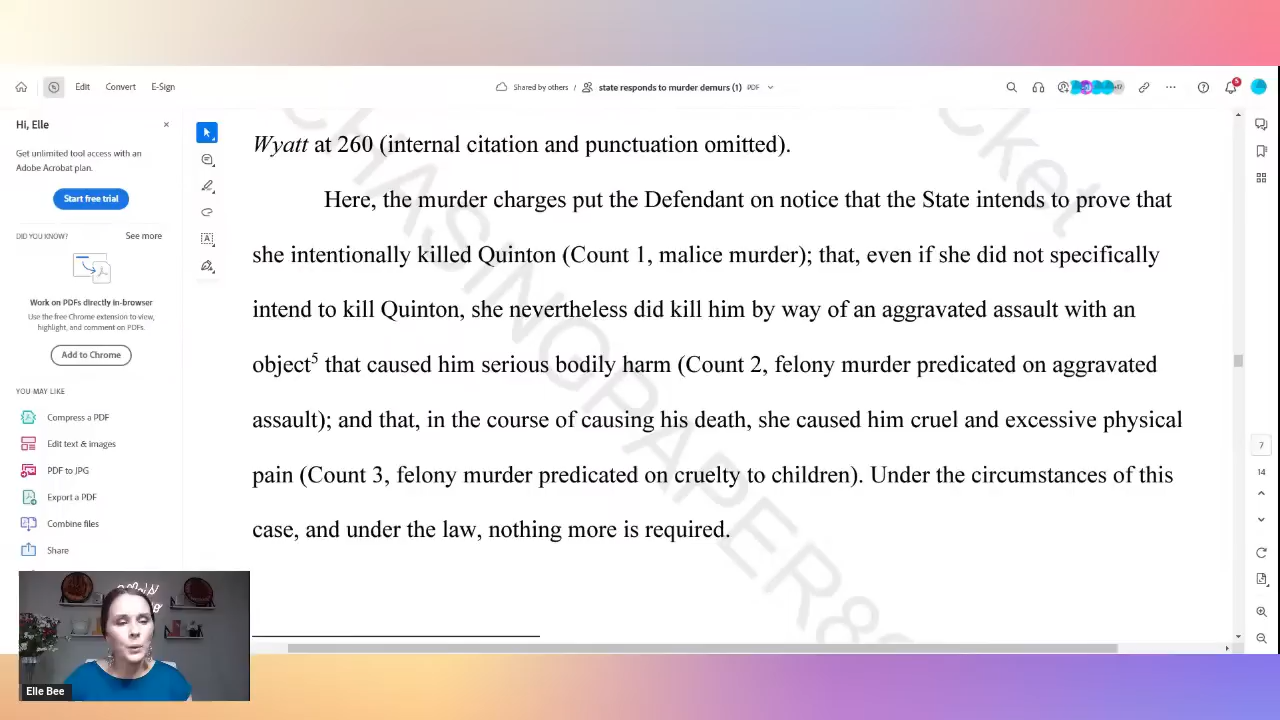 Edit
Convert
E-Sign
Shared by others / state responds to murder demurs (1) PDF
5
+17
Hi, Elle
Get unlimited tool access with an
Adobe Acrobat plan.
Start free trial
DID YOU KNOW?
See more
Work on PDFs directly in-browser
Use the free Chrome extension to view,
highlight, and comment on PDFs.
Add to Chrome
YOU MAY LIKE
Compress a PDF
Edit text & images
PDF to JPG
Export a PDF
Combine files
Share
Wyatt at 260 (internal citation and punctuation omitted).
Here, the murder charges put the Defendant on notice that the State intends to prove that
she intentionally killed Quinton (Count 1, malice murder); that, even if she did not specifically
intend to kill Quinton, she nevertheless did kill him by way of an aggravated assault with an
object5 that caused him serious bodily harm (Count 2, felony murder predicated on aggravated
assault); and that, in the course of causing his death, she caused him cruel and excessive physical
pain (Count 3, felony murder predicated on cruelty to children). Under the circumstances of this
case, and under the law, nothing more is required.
CHASINGPAPER88
cket
7
14
Elle Bee